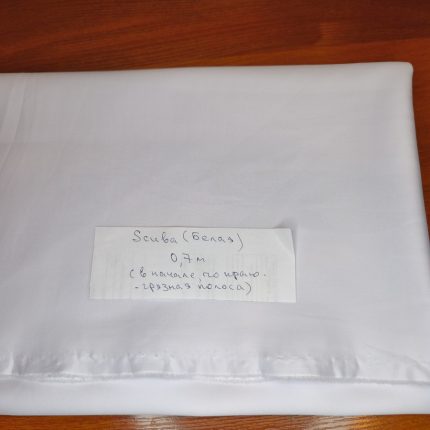 Scuba (Белая)
0,7 м
(в начале, по краю -
- грязная полоса)